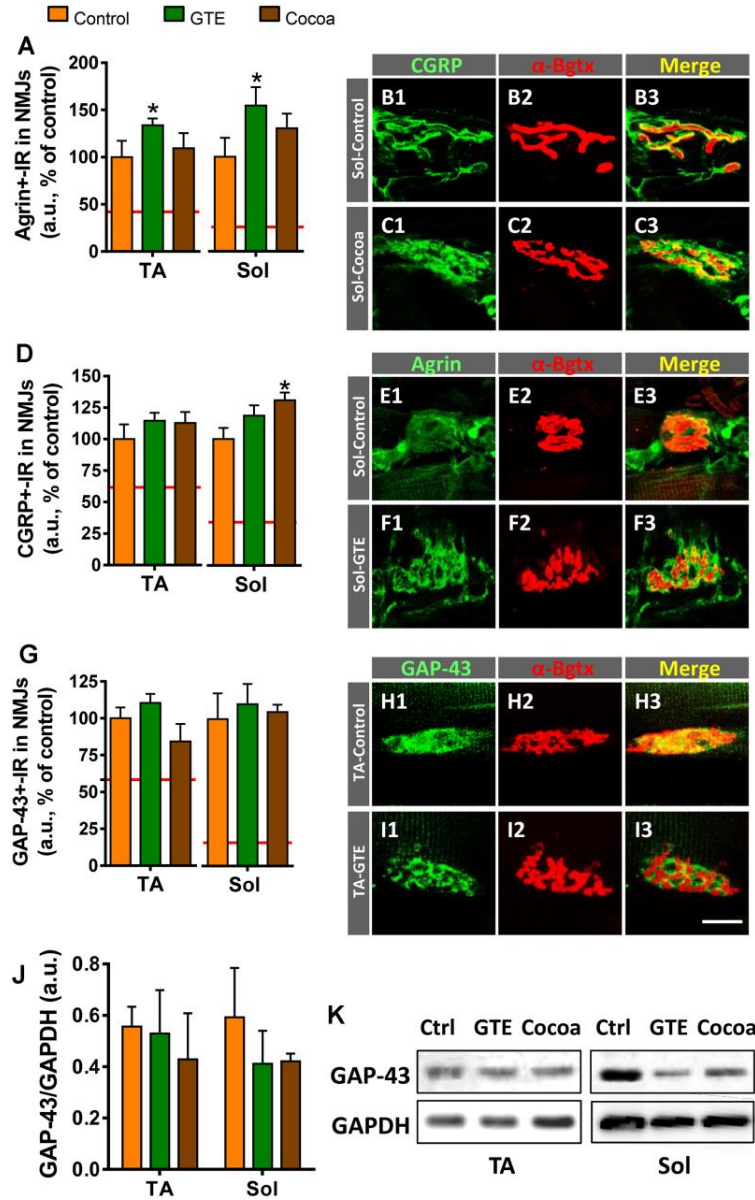 Control GTE Cocoa
A
Agrin+-IR in NMJs
(a.u., % of control)
150
100
50
0
* *
TA Sol
CGRP α-Bgtx Merge
Sol-Control
B1 B2 B3
Sol-Cocoa
C1 C2 C3
D
CGRP+-IR in NMJs
(a.u., % of control)
125
100
75
50
25
0
*
TA Sol
Agrin α-Bgtx Merge
Sol-Control
E1 E2 E3
Sol-GTE
F1 F2 F3
G
GAP-43+-IR in NMJs
(a.u., % of Control)
125
100
75
50
25
0
TA Sol
GAP-43 α-Bgtx Merge
TA-Control
H1 H2 H3
TA-GTE
I1 I2 I3
J
GAP-43/GAPDH (a.u.)
0.8
0.6
0.4
0.2
0.0
TA Sol
K
Ctrl GTE Cocoa Ctrl GTE Cocoa
GAP-43
GAPDH
TA Sol